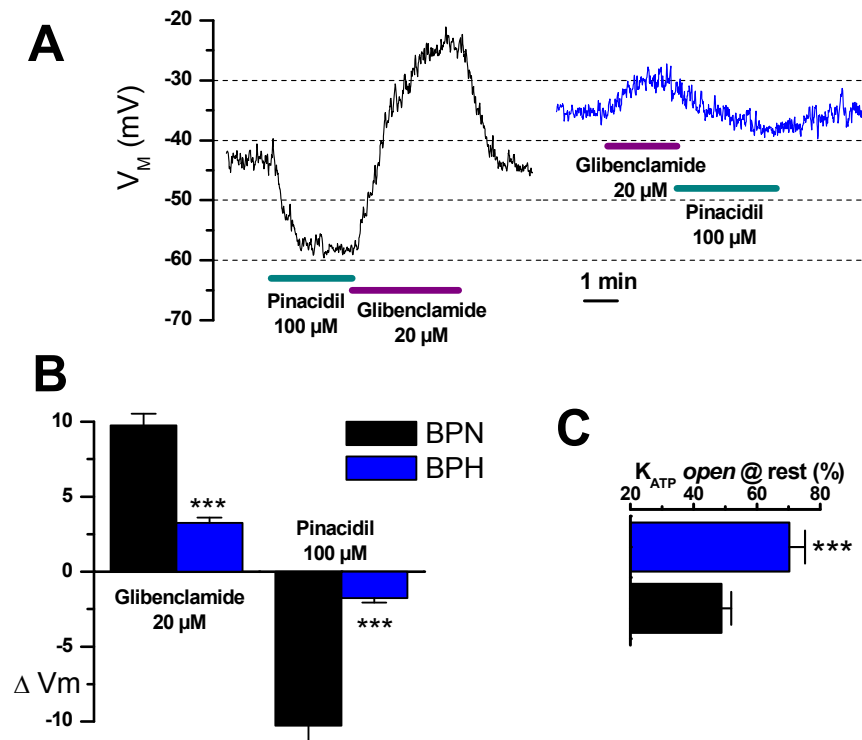 A
V_M (mV)
-20
-30
-40
-50
-60
-70
Pinacidil
100 µM
Glibenclamide
20 µM
Glibenclamide
20 µM
Pinacidil
100 µM
1 min
B
10
5
0
-5
-10
Δ Vm
BPN
BPH
***
Glibenclamide
20 µM
Pinacidil
100 µM
***
C
K_ATP open @ rest (%)
20 40 60 80
***